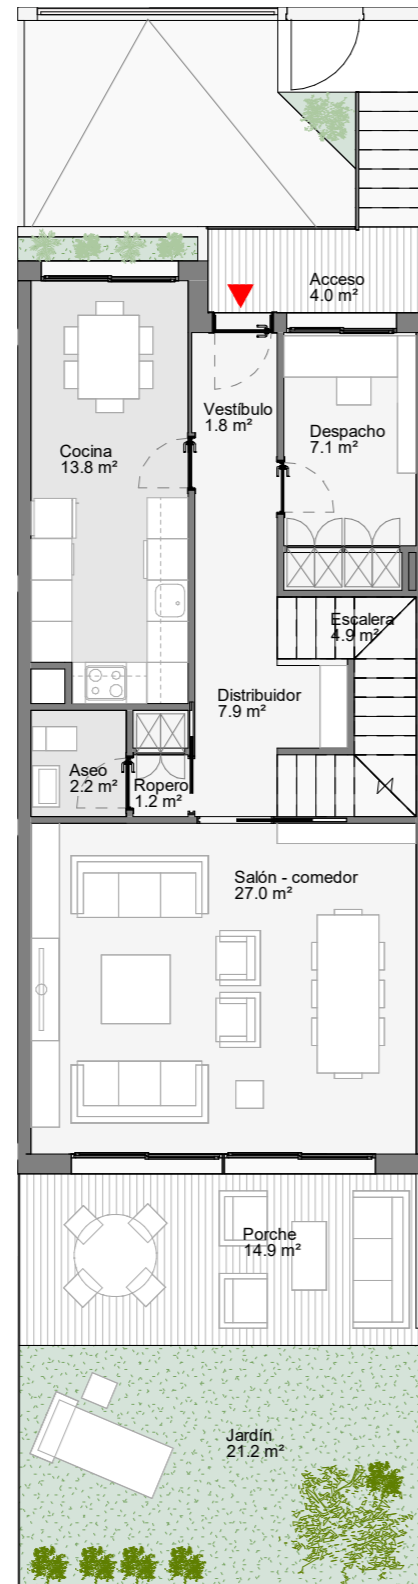 Acceso
4.0 m²
Vestíbulo
1.8 m²
Despacho
7.1 m²
Cocina
13.8 m²
Escalera
4.9 m²
Distribuidor
7.9 m²
Aseo
2.2 m²
Ropero
1.2 m²
Salón - comedor
27.0 m²
Porche
14.9 m²
Jardín
21.2 m²